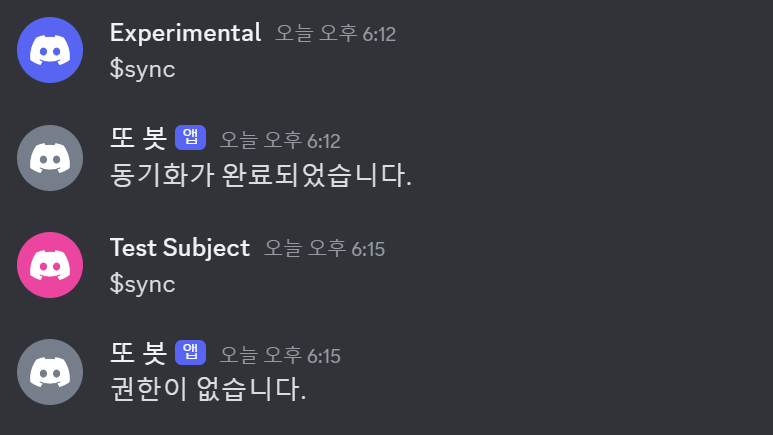 Experimental 오늘 오후 6:12
$sync
또 봇 앱 오늘 오후 6:12
동기화가 완료되었습니다.
Test Subject 오늘 오후 6:15
$sync
또 봇 앱 오늘 오후 6:15
권한이 없습니다.